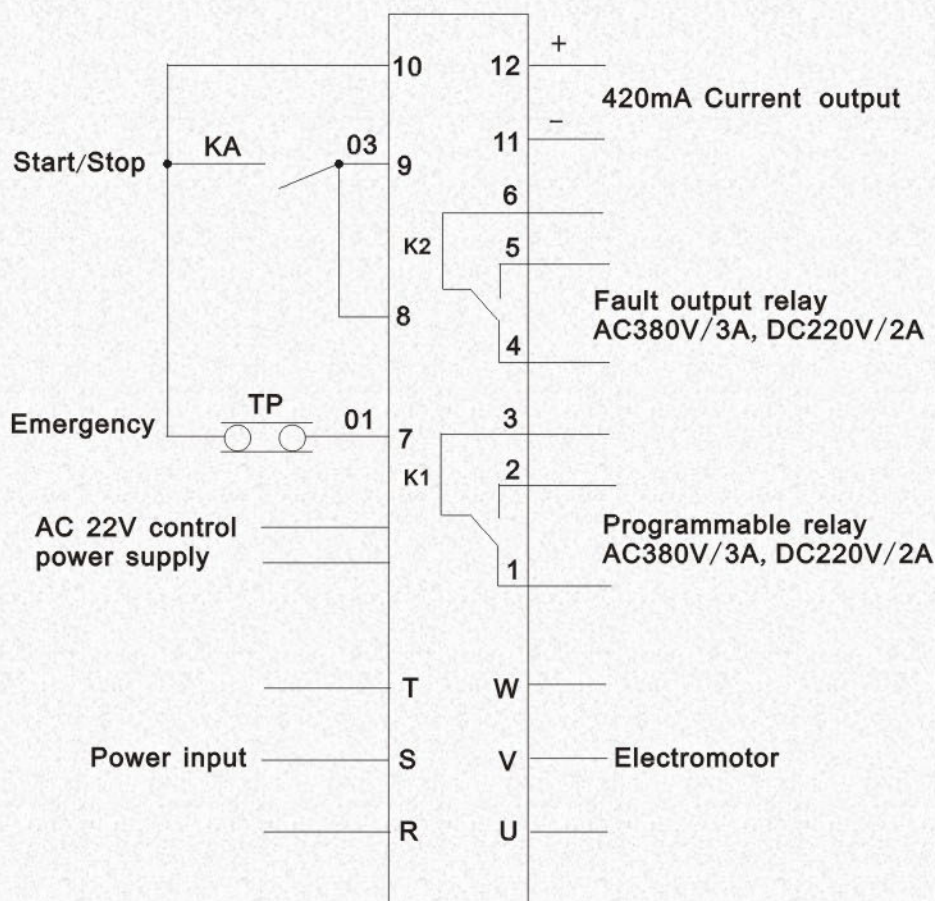 10
12
+
420mA Current output
−
11
Start/Stop
KA
03
9
6
K2
5
8
Fault output relay
AC380V/3A, DC220V/2A
4
Emergency
TP
01
7
3
K1
2
AC 22V control
power supply
Programmable relay
AC380V/3A, DC220V/2A
1
T
W
Power input
S
V
Electromotor
R
U